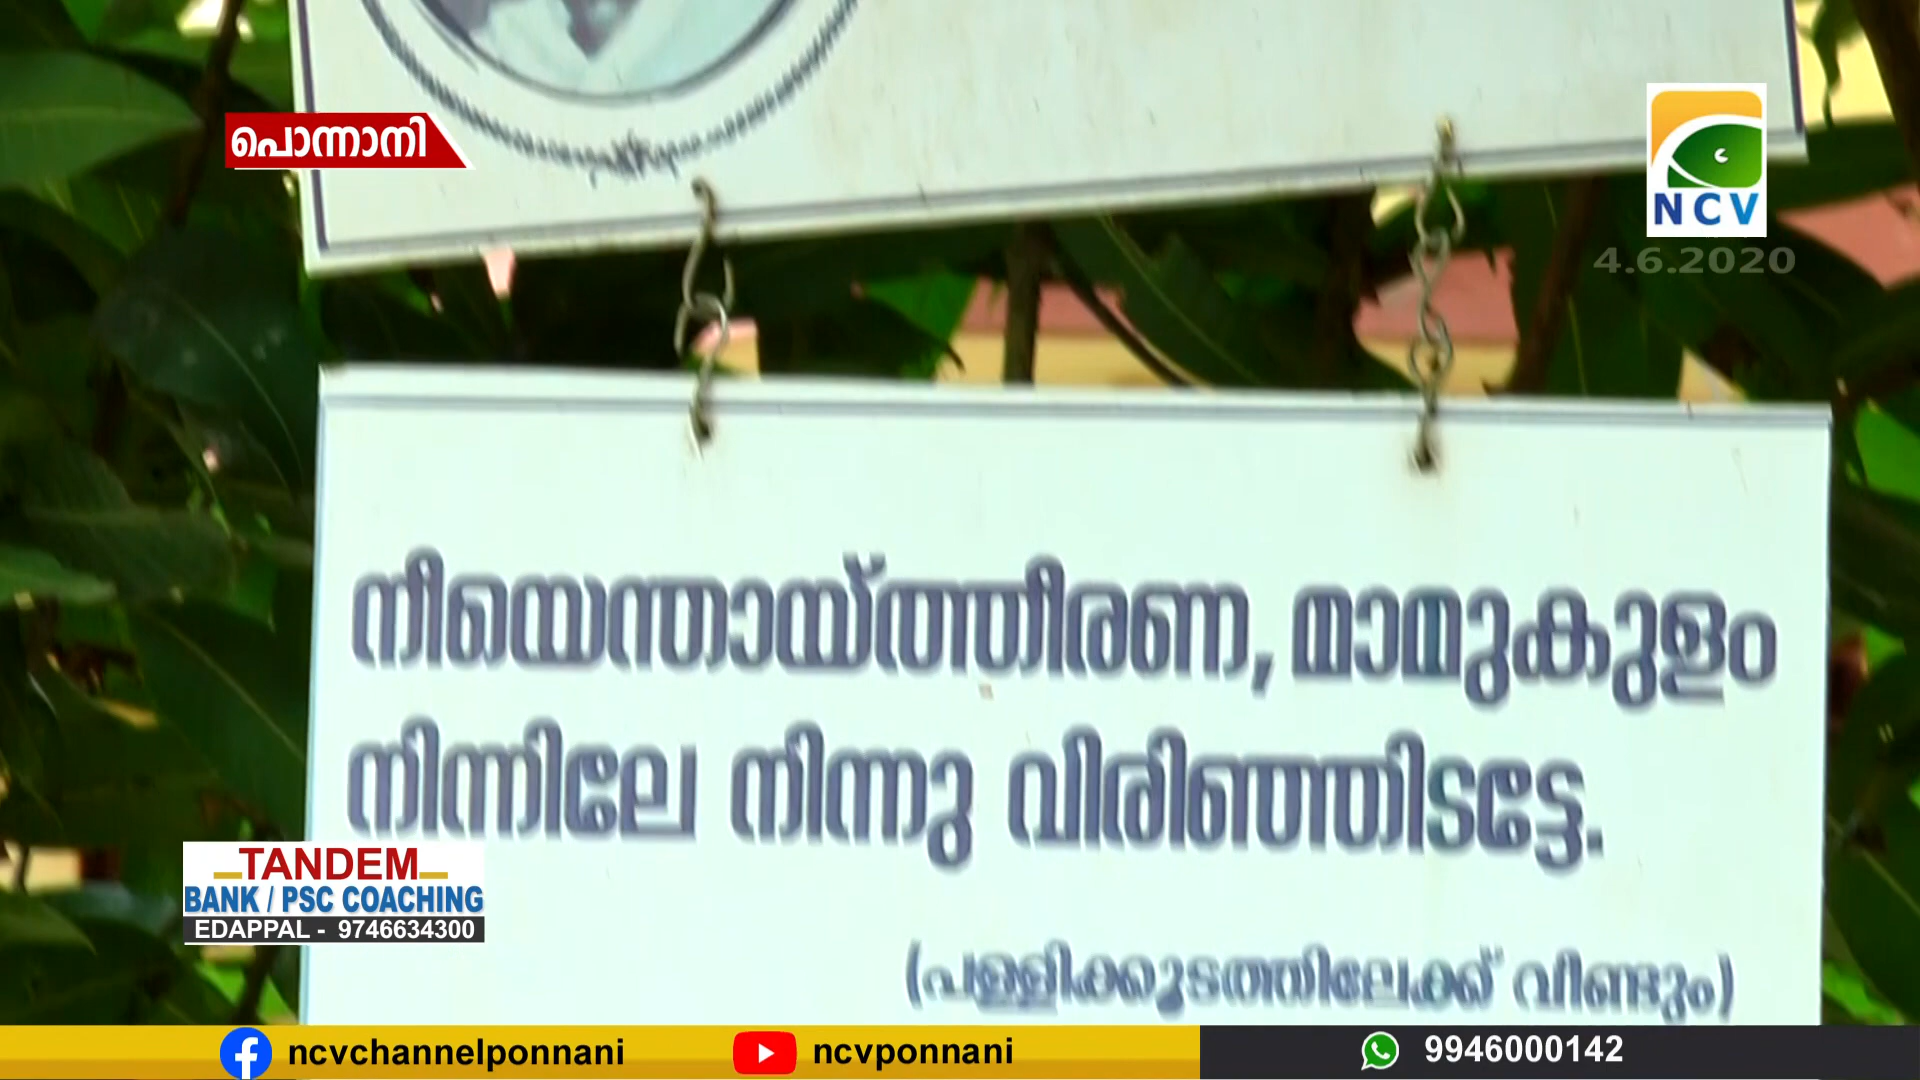 പൊന്നാനി
NCV
4.6.2020
നീയെന്തായ്ത്തീരണ, മാമുകുളം
നിന്നിലേ നിന്നു വിരിഞ്ഞിടട്ടേ.
(പള്ളിക്കൂടത്തിലേക്ക് വീണ്ടും)
TANDEM
BANK / PSC COACHING
EDAPPAL - 9746634300
ncvchannelponnani
ncvponnani
9946000142